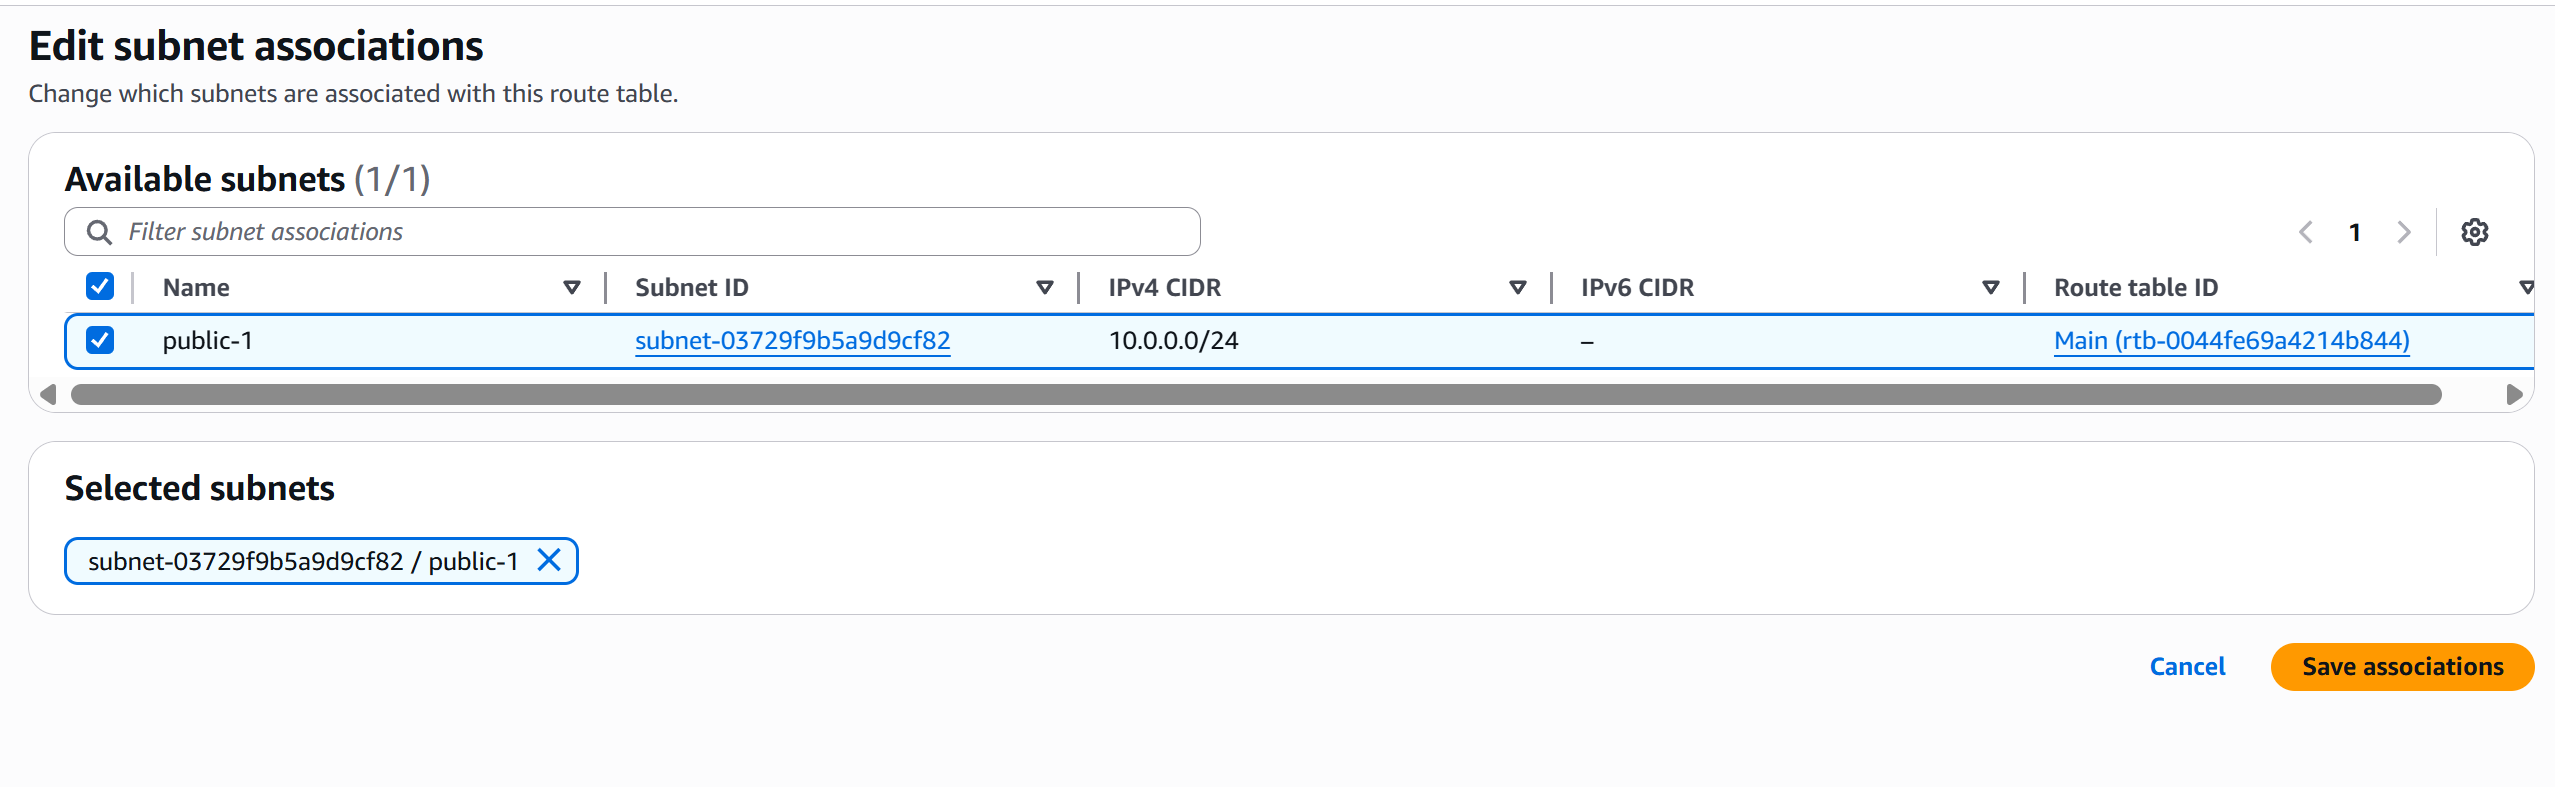 Edit subnet associations
Change which subnets are associated with this route table.
Available subnets (1/1)
Filter subnet associations
1
Name Subnet ID IPv4 CIDR IPv6 CIDR Route table ID
public-1 subnet-03729f9b5a9d9cf82 10.0.0.0/24 – Main (rtb-0044fe69a4214b844)
Selected subnets
subnet-03729f9b5a9d9cf82 / public-1
Cancel Save associations